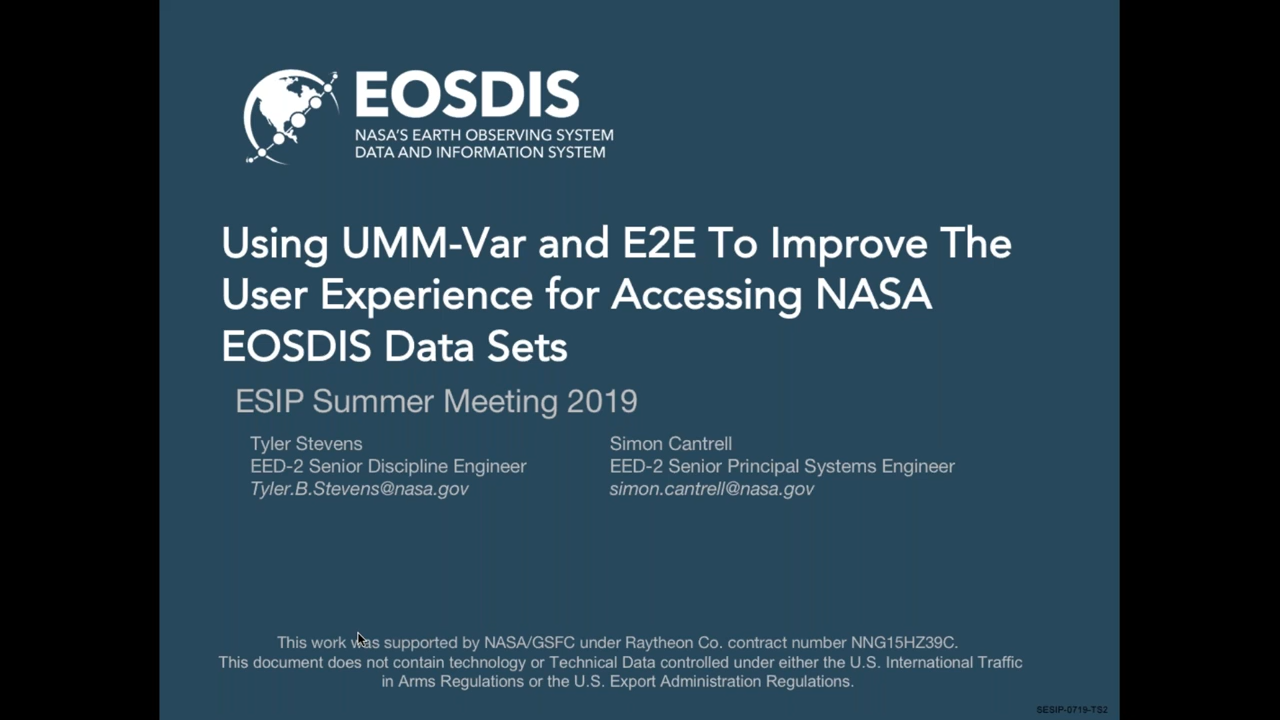 EOSDIS
NASA'S EARTH OBSERVING SYSTEM
DATA AND INFORMATION SYSTEM
Using UMM-Var and E2E To Improve The
User Experience for Accessing NASA
EOSDIS Data Sets
ESIP Summer Meeting 2019
Tyler Stevens
EED-2 Senior Discipline Engineer
Tyler.B.Stevens@nasa.gov
Simon Cantrell
EED-2 Senior Principal Systems Engineer
simon.cantrell@nasa.gov
This work was supported by NASA/GSFC under Raytheon Co. contract number NNG15HZ39C.
This document does not contain technology or Technical Data controlled under either the U.S. International Traffic
in Arms Regulations or the U.S. Export Administration Regulations.
SESIP-0719-TS2